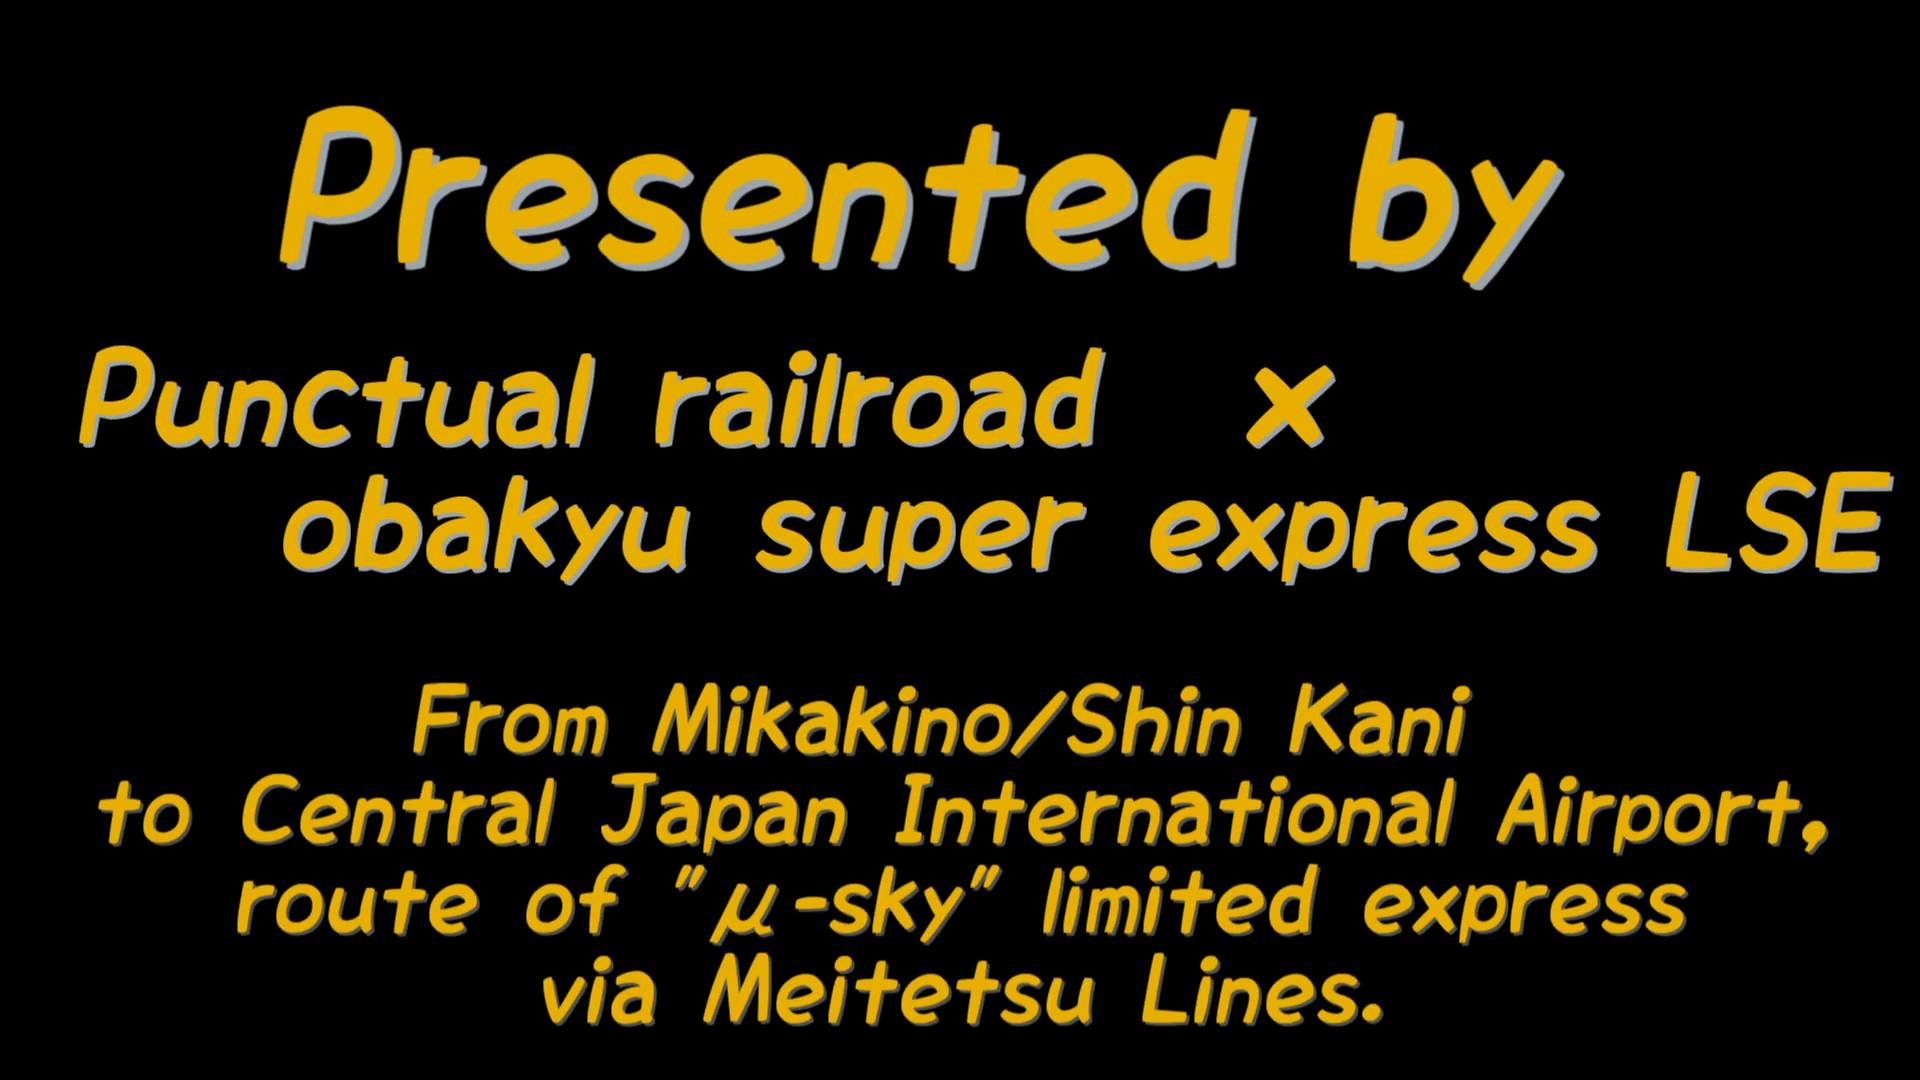 Presented by
Punctual railroad ×
obakyu super express LSE
From Mikakino/Shin Kani
to Central Japan International Airport,
route of "μ-sky" limited express
via Meitetsu Lines.